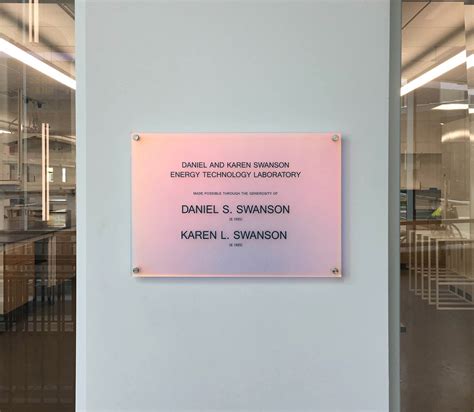 DANIEL AND KAREN SWANSON
ENERGY TECHNOLOGY LABORATORY
MADE POSSIBLE THROUGH THE GENEROSITY OF
DANIEL S. SWANSON
KAREN L. SWANSON